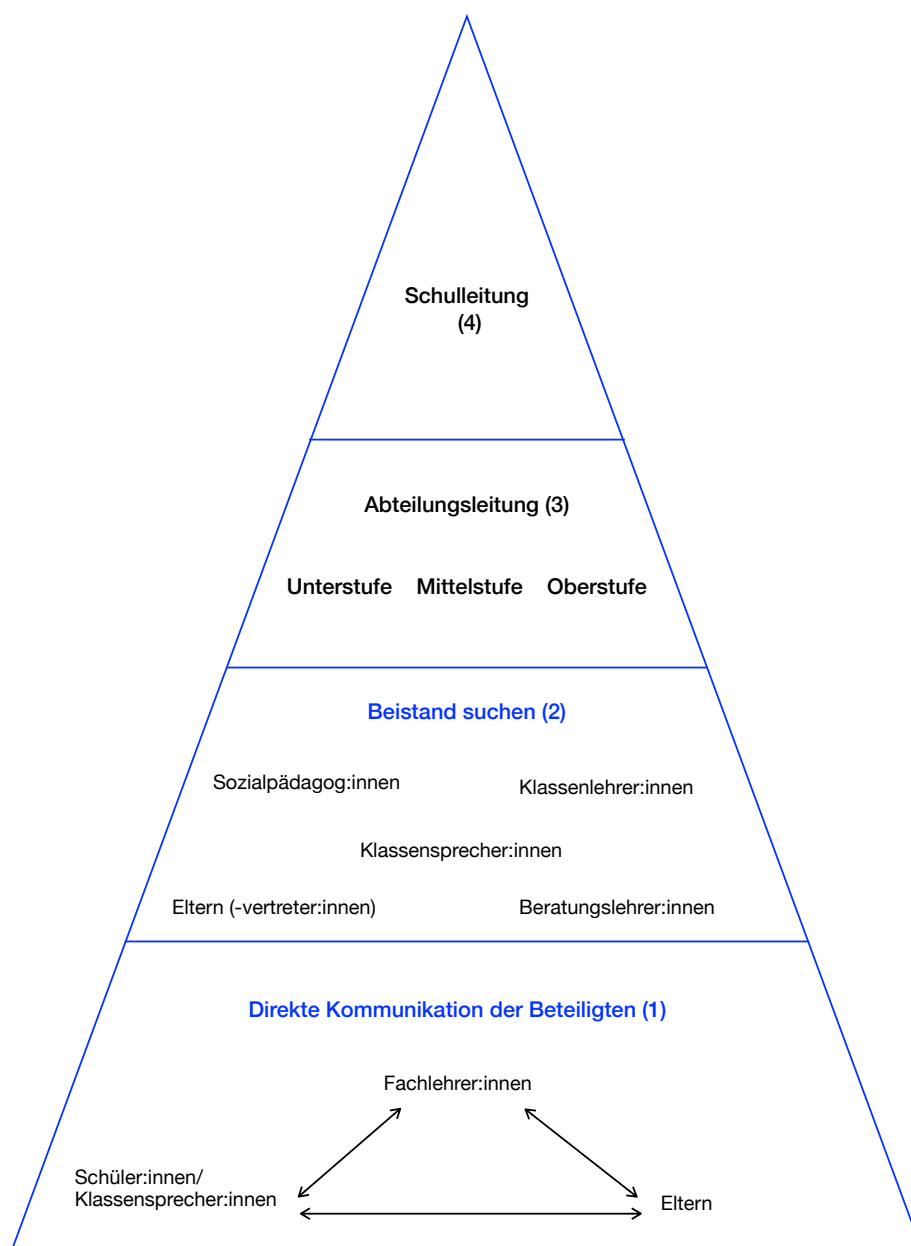 Schulleitung
(4)
Abteilungsleitung (3)
Unterstufe Mittelstufe Oberstufe
Beistand suchen (2)
Sozialpädagog:innen Klassenlehrer:innen
Klassensprecher:innen
Eltern (-vertreter:innen) Beratungslehrer:innen
Direkte Kommunikation der Beteiligten (1)
Fachlehrer:innen
Schüler:innen/
Klassensprecher:innen
Eltern